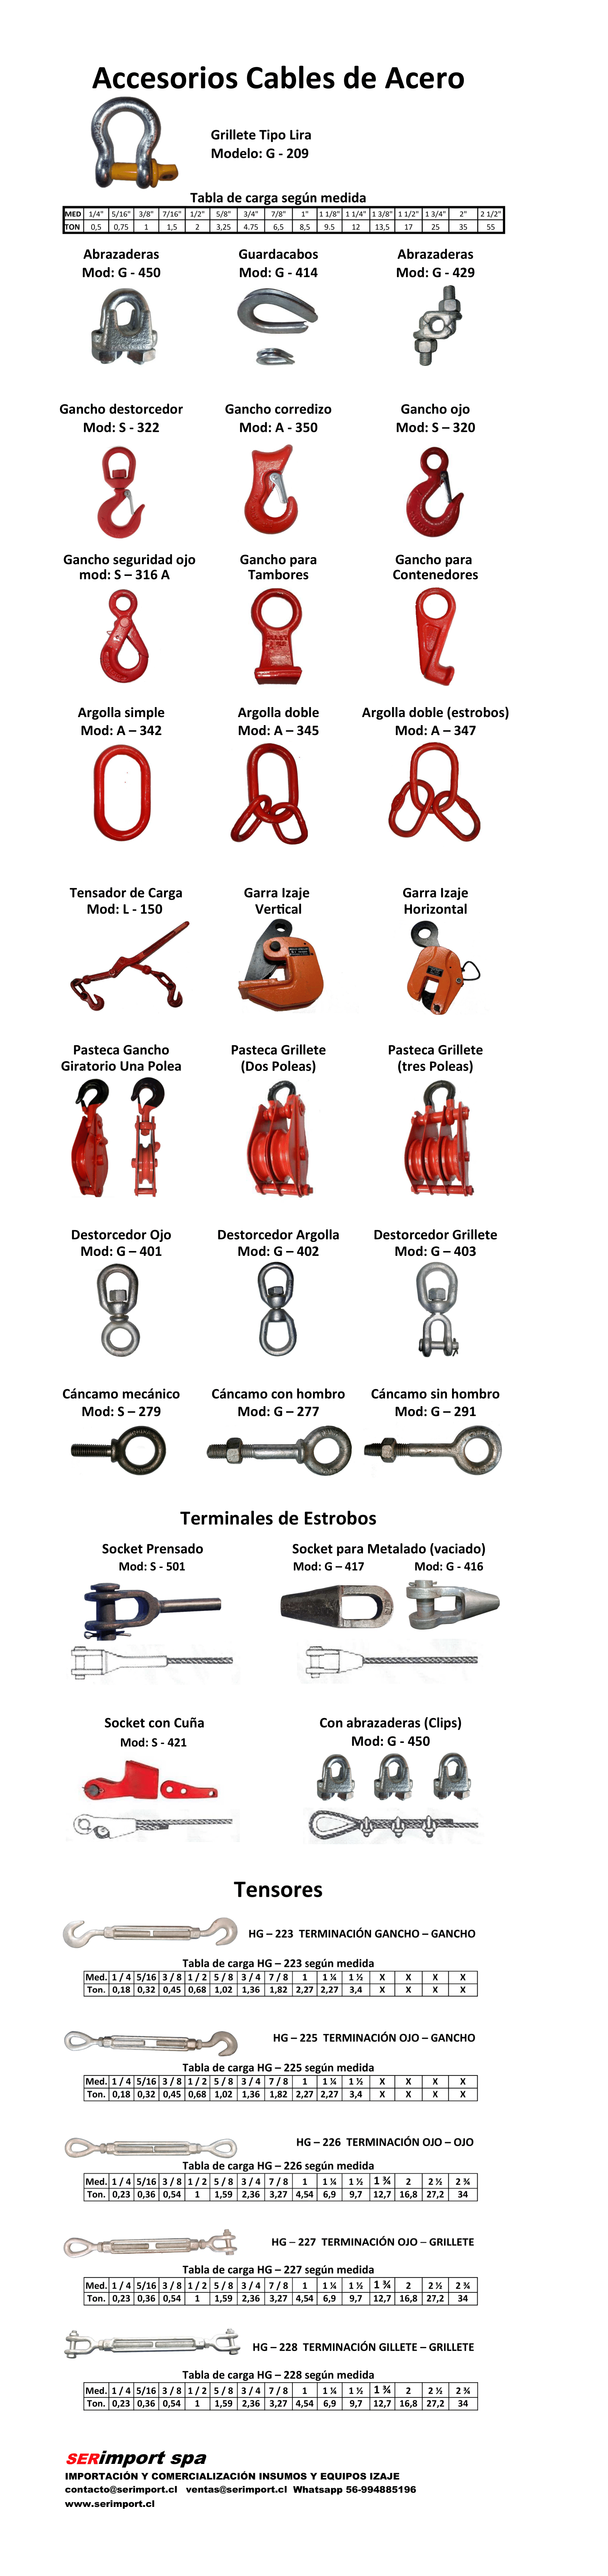 Accesorios Cables de Acero
Grillete Tipo Lira
Modelo: G - 209
Tabla de carga según medida
MED 1/4" 5/16" 3/8" 7/16" 1/2" 5/8" 3/4" 7/8" 1" 1 1/8" 1 1/4" 1 3/8" 1 1/2" 1 3/4" 2" 2 1/2"
TON 0,5 0,75 1 1,5 2 3,25 4.75 6,5 8,5 9.5 12 13,5 17 25 35 55
Abrazaderas Guardacabos Abrazaderas
Mod: G - 450 Mod: G - 414 Mod: G - 429
Gancho destorcedor Gancho corredizo Gancho ojo
Mod: S - 322 Mod: A - 350 Mod: S – 320
Gancho seguridad ojo Gancho para Gancho para
mod: S – 316 A Tambores Contenedores
Argolla simple Argolla doble Argolla doble (estrobos)
Mod: A – 342 Mod: A – 345 Mod: A – 347
Tensador de Carga Garra Izaje Garra Izaje
Mod: L - 150 Vertical Horizontal
Pasteca Gancho Pasteca Grillete Pasteca Grillete
Giratorio Una Polea (Dos Poleas) (tres Poleas)
Destorcedor Ojo Destorcedor Argolla Destorcedor Grillete
Mod: G – 401 Mod: G – 402 Mod: G – 403
Cáncamo mecánico Cáncamo con hombro Cáncamo sin hombro
Mod: S – 279 Mod: G – 277 Mod: G – 291
Terminales de Estrobos
Socket Prensado Socket para Metalado (vaciado)
Mod: S - 501 Mod: G – 417 Mod: G - 416
Socket con Cuña Con abrazaderas (Clips)
Mod: S - 421 Mod: G - 450
Tensores
HG – 223 TERMINACIÓN GANCHO – GANCHO
Tabla de carga HG – 223 según medida
Med. 1 / 4 5/16 3 / 8 1 / 2 5 / 8 3 / 4 7 / 8 1 1 ¼ 1 ½ X X X X
Ton. 0,18 0,32 0,45 0,68 1,02 1,36 1,82 2,27 2,27 3,4 X X X X
HG – 225 TERMINACIÓN OJO – GANCHO
Tabla de carga HG – 225 según medida
Med. 1 / 4 5/16 3 / 8 1 / 2 5 / 8 3 / 4 7 / 8 1 1 ¼ 1 ½ X X X X
Ton. 0,18 0,32 0,45 0,68 1,02 1,36 1,82 2,27 2,27 3,4 X X X X
HG – 226 TERMINACIÓN OJO – OJO
Tabla de carga HG – 226 según medida
Med. 1 / 4 5/16 3 / 8 1 / 2 5 / 8 3 / 4 7 / 8 1 1 ¼ 1 ½ 1 ¾ 2 2 ½ 2 ¾
Ton. 0,23 0,36 0,54 1 1,59 2,36 3,27 4,54 6,9 9,7 12,7 16,8 27,2 34
HG – 227 TERMINACIÓN OJO – GRILLETE
Tabla de carga HG – 227 según medida
Med. 1 / 4 5/16 3 / 8 1 / 2 5 / 8 3 / 4 7 / 8 1 1 ¼ 1 ½ 1 ¾ 2 2 ½ 2 ¾
Ton. 0,23 0,36 0,54 1 1,59 2,36 3,27 4,54 6,9 9,7 12,7 16,8 27,2 34
HG – 228 TERMINACIÓN GILLETE – GRILLETE
Tabla de carga HG – 228 según medida
Med. 1 / 4 5/16 3 / 8 1 / 2 5 / 8 3 / 4 7 / 8 1 1 ¼ 1 ½ 1 ¾ 2 2 ½ 2 ¾
Ton. 0,23 0,36 0,54 1 1,59 2,36 3,27 4,54 6,9 9,7 12,7 16,8 27,2 34
SERimport spa
IMPORTACIÓN Y COMERCIALIZACIÓN INSUMOS Y EQUIPOS IZAJE
contacto@serimport.cl ventas@serimport.cl Whatsapp 56-994885196
www.serimport.cl